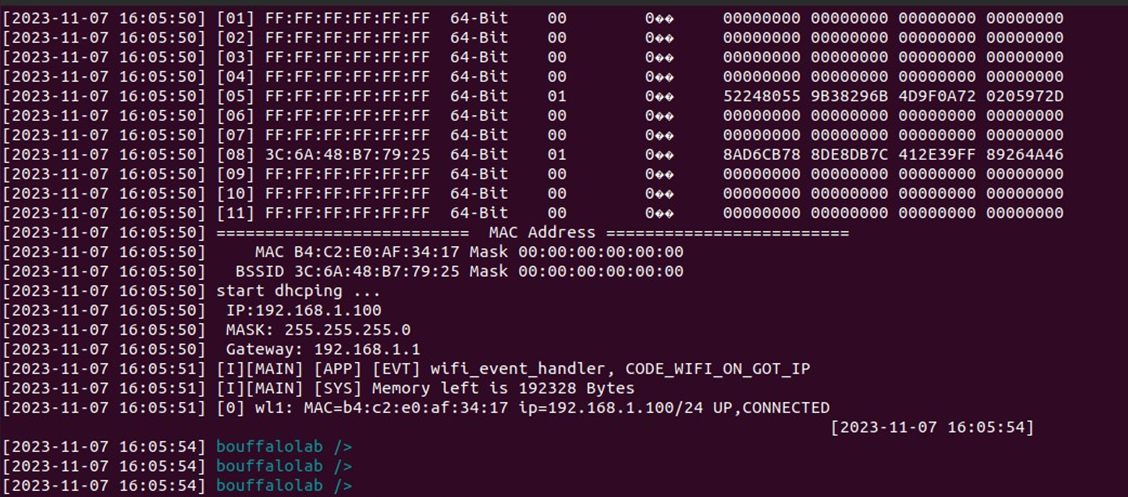 [2023-11-07 16:05:50] [01] FF:FF:FF:FF:FF:FF 64-Bit 00 0�� 00000000 00000000 00000000 00000000
[2023-11-07 16:05:50] [02] FF:FF:FF:FF:FF:FF 64-Bit 00 0�� 00000000 00000000 00000000 00000000
[2023-11-07 16:05:50] [03] FF:FF:FF:FF:FF:FF 64-Bit 00 0�� 00000000 00000000 00000000 00000000
[2023-11-07 16:05:50] [04] FF:FF:FF:FF:FF:FF 64-Bit 00 0�� 00000000 00000000 00000000 00000000
[2023-11-07 16:05:50] [05] FF:FF:FF:FF:FF:FF 64-Bit 01 0�� 52248055 9B38296B 4D9F0A72 0205972D
[2023-11-07 16:05:50] [06] FF:FF:FF:FF:FF:FF 64-Bit 00 0�� 00000000 00000000 00000000 00000000
[2023-11-07 16:05:50] [07] FF:FF:FF:FF:FF:FF 64-Bit 00 0�� 00000000 00000000 00000000 00000000
[2023-11-07 16:05:50] [08] 3C:6A:48:B7:79:25 64-Bit 01 0�� 8AD6CB78 8DE8DB7C 412E39FF 89264A46
[2023-11-07 16:05:50] [09] FF:FF:FF:FF:FF:FF 64-Bit 00 0�� 00000000 00000000 00000000 00000000
[2023-11-07 16:05:50] [10] FF:FF:FF:FF:FF:FF 64-Bit 00 0�� 00000000 00000000 00000000 00000000
[2023-11-07 16:05:50] [11] FF:FF:FF:FF:FF:FF 64-Bit 00 0�� 00000000 00000000 00000000 00000000
[2023-11-07 16:05:50] ========================== MAC Address =========================
[2023-11-07 16:05:50] MAC B4:C2:E0:AF:34:17 Mask 00:00:00:00:00:00
[2023-11-07 16:05:50] BSSID 3C:6A:48:B7:79:25 Mask 00:00:00:00:00:00
[2023-11-07 16:05:50] start dhcping ...
[2023-11-07 16:05:50] IP:192.168.1.100
[2023-11-07 16:05:50] MASK: 255.255.255.0
[2023-11-07 16:05:50] Gateway: 192.168.1.1
[2023-11-07 16:05:51] [I][MAIN] [APP] [EVT] wifi_event_handler, CODE_WIFI_ON_GOT_IP
[2023-11-07 16:05:51] [I][MAIN] [SYS] Memory left is 192328 Bytes
[2023-11-07 16:05:51] [0] wl1: MAC=b4:c2:e0:af:34:17 ip=192.168.1.100/24 UP,CONNECTED
[2023-11-07 16:05:54]
[2023-11-07 16:05:54] bouffalolab />
[2023-11-07 16:05:54] bouffalolab />
[2023-11-07 16:05:54] bouffalolab />